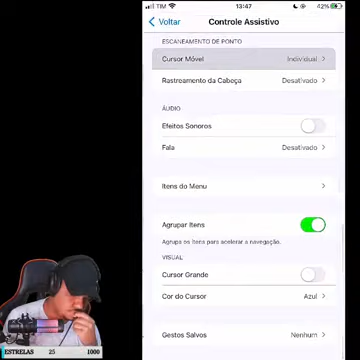 TIM
13:47
42%
Voltar
Controle Assistivo
ESCANEAMENTO DE PONTO
Cursor Móvel
Individual
Rastreamento da Cabeça
Desativado
ÁUDIO
Efeitos Sonoros
Fala
Desativado
Itens do Menu
Agrupar Itens
Agrupa os itens para acelerar a navegação.
VISUAL
Cursor Grande
Cor do Cursor
Azul
Gestos Salvos
Nenhum
ESTRELAS 25 1000